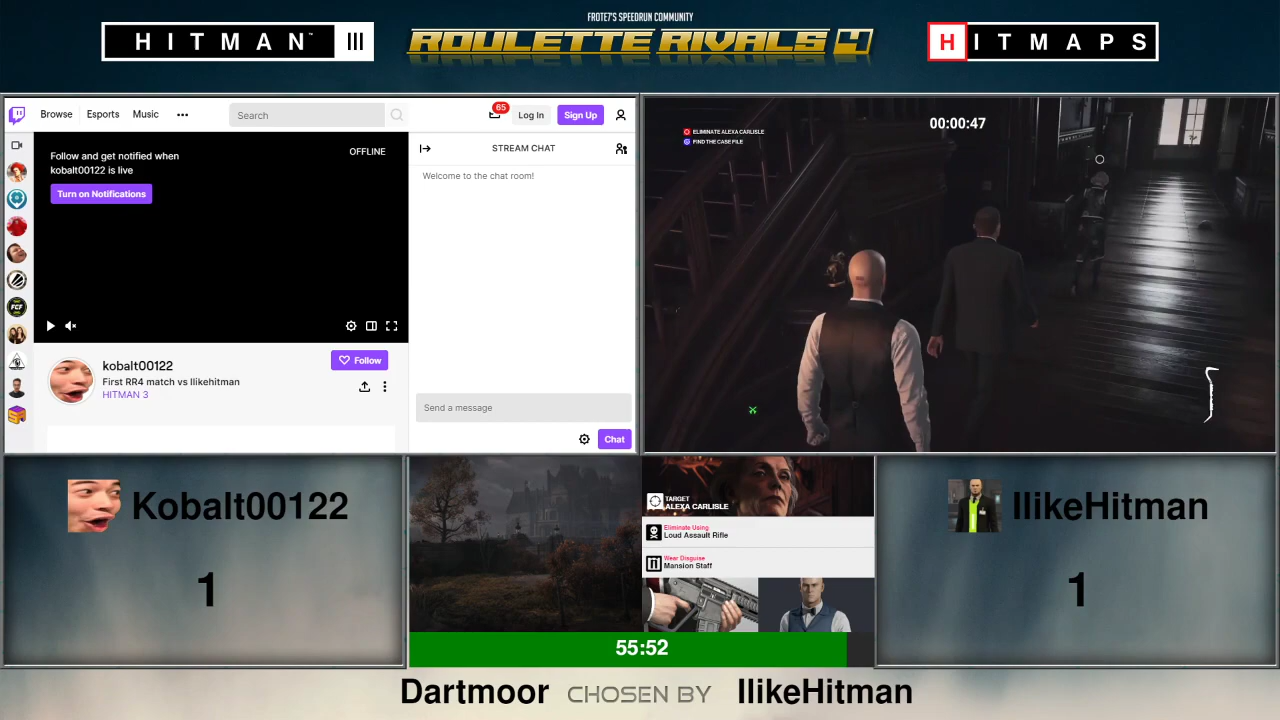 FROTE7'S SPEEDRUN COMMUNITY
HITMAN™ III
ROULETTE RIVALS 4
HITMAPS
Browse
Esports
Music
Search
65
Log In
Sign Up
Follow and get notified when
kobalt00122 is live
OFFLINE
Turn on Notifications
STREAM CHAT
Welcome to the chat room!
kobalt00122
Follow
First RR4 match vs Ilikehitman
HITMAN 3
Send a message
Chat
ELIMINATE ALEXA CARLISLE
FIND THE CASE FILE
00:00:47
FCF
Kobalt00122
1
TARGET
ALEXA CARLISLE
Eliminate Using
Loud Assault Rifle
Wear Disguise
Mansion Staff
55:52
IlikeHitman
1
Dartmoor CHOSEN BY IlikeHitman